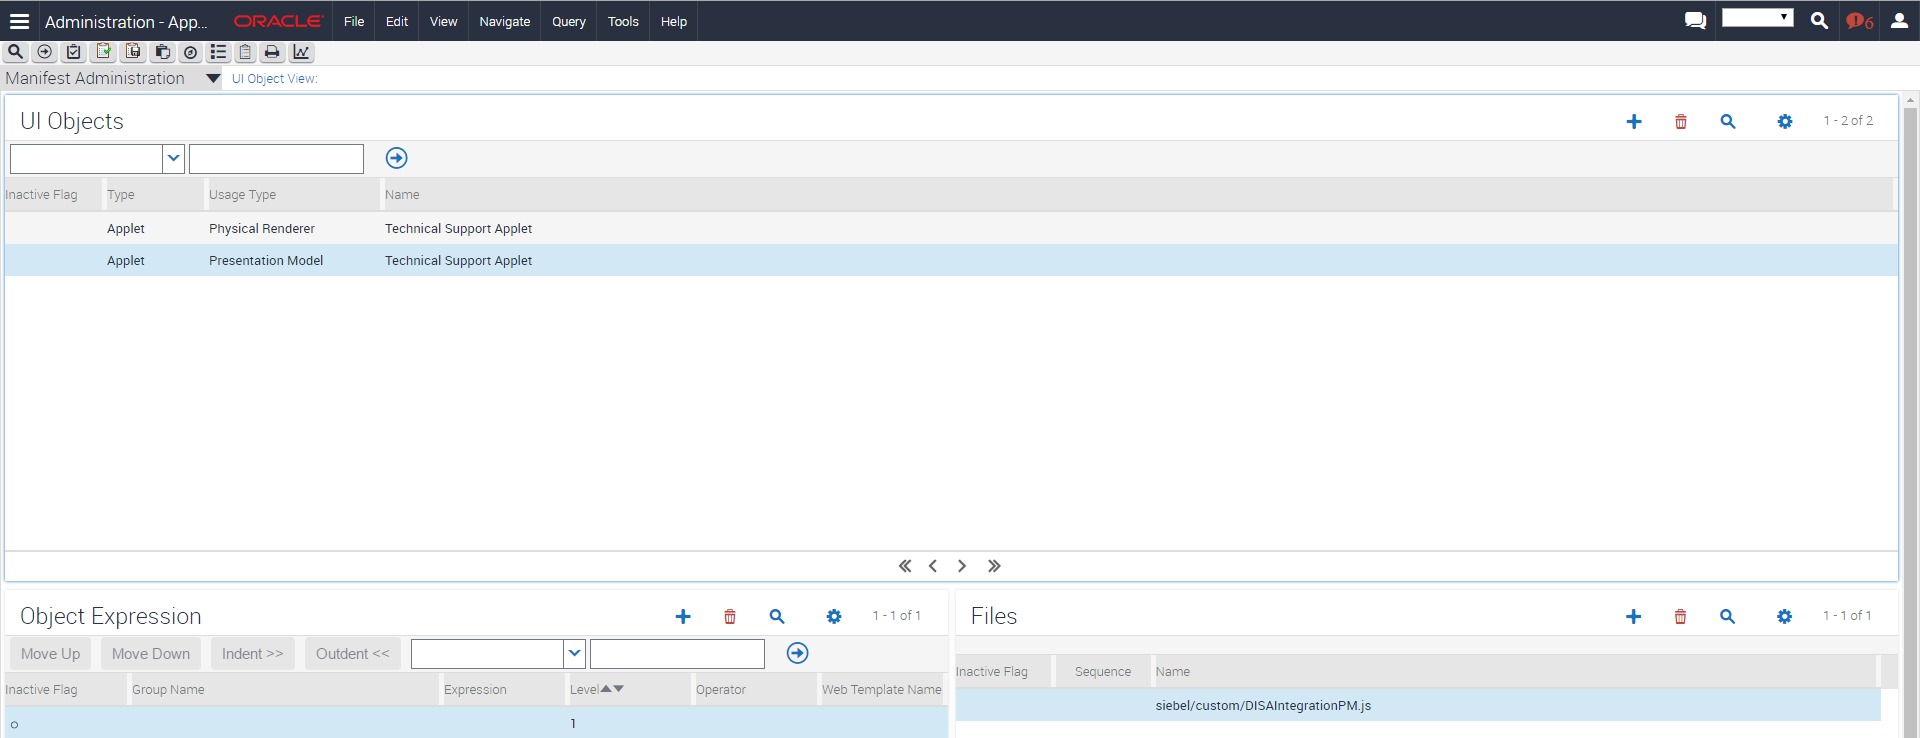 Administration - App... ORACLE File Edit View Navigate Query Tools Help 6
Manifest Administration UI Object View:
UI Objects 1 - 2 of 2
Inactive Flag Type Usage Type Name
Applet Physical Renderer Technical Support Applet
Applet Presentation Model Technical Support Applet
Object Expression 1 - 1 of 1
Move Up Move Down Indent >> Outdent <<
Inactive Flag Group Name Expression Level Operator Web Template Name
1
Files 1 - 1 of 1
Inactive Flag Sequence Name
siebel/custom/DISAIntegrationPM.js